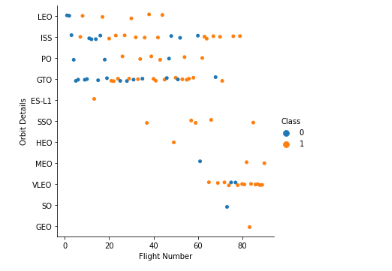 LEO
ISS
PO
GTO
ES-L1
SSO
HEO
MEO
VLEO
SO
GEO
Orbit Details
0 20 40 60 80
Flight Number
Class
0
1